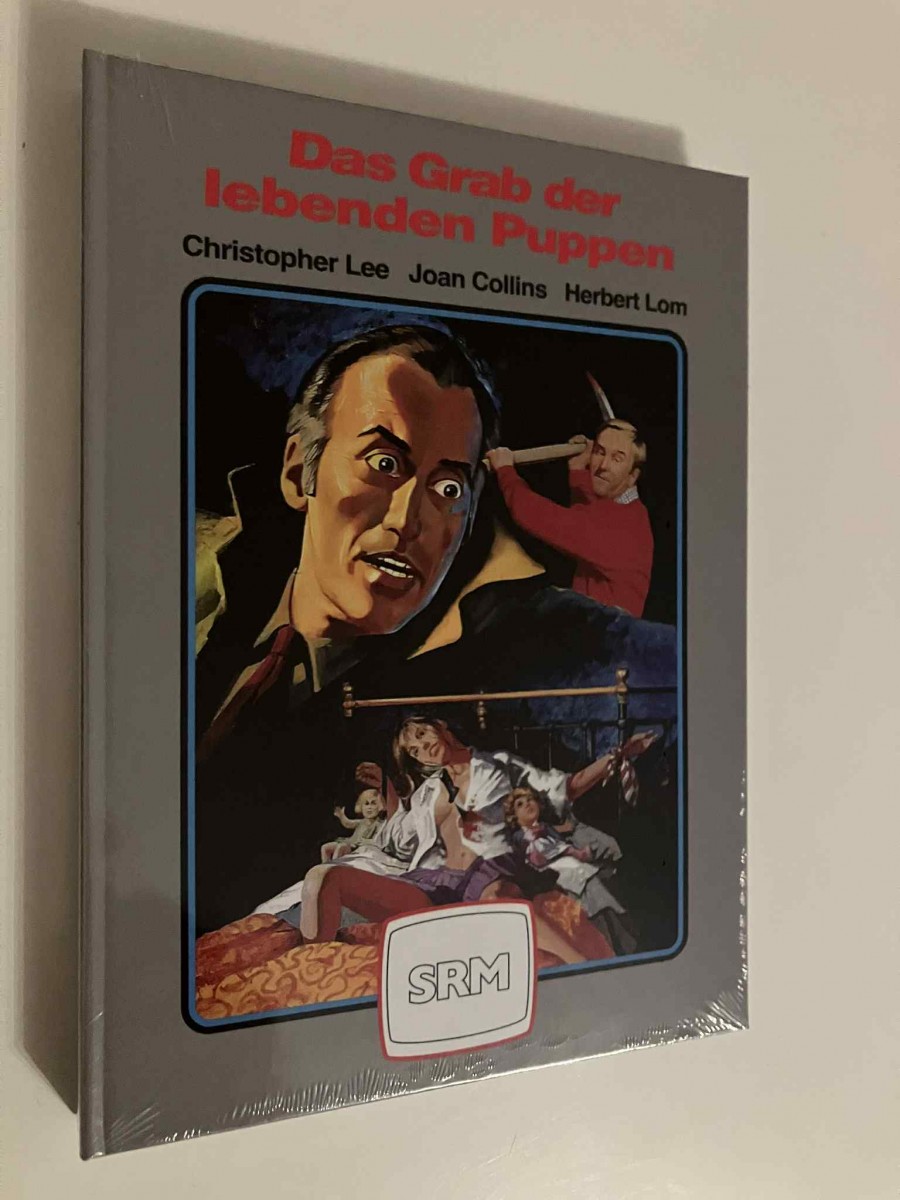 Das Grab der
lebenden Puppen
Christopher Lee Joan Collins Herbert Lom
SRM